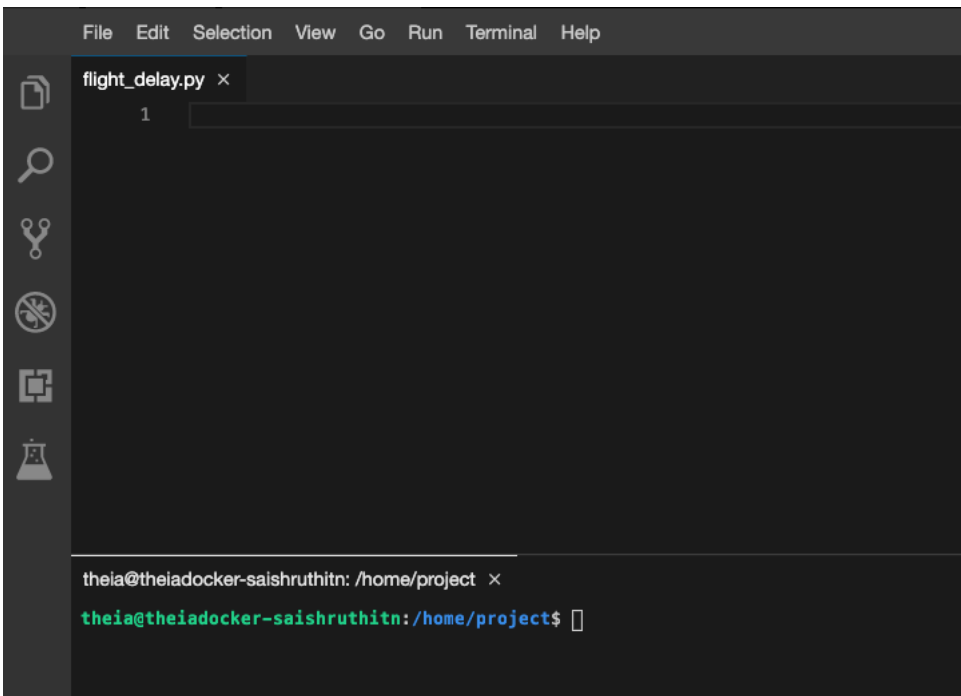 File Edit Selection View Go Run Terminal Help
flight_delay.py ×
1
theia@theiadocker-saishruthitn: /home/project ×
theia@theiadocker-saishruthitn:/home/project$